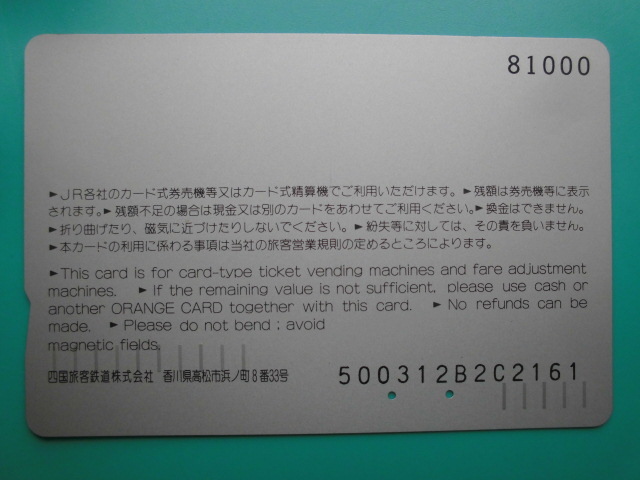 81000
►JR各社のカード式券売機等又はカード式精算機でご利用いただけます。►残額は券売機等に表示
されます。►残額不足の場合は現金又は別のカードをあわせてご利用ください。►換金はできません。
►折り曲げたり、磁気に近づけたりしないでください。►紛失等に対しては、その責を負いません。
►本カードの利用に係わる事項は当社の旅客営業規則の定めるところによります。
►This card is for card-type ticket vending machines and fare adjustment
machines. ►If the remaining value is not sufficient, please use cash or
another ORANGE CARD together with this card. ►No refunds can be
made. ►Please do not bend; avoid
magnetic fields.
四国旅客鉄道株式会社 香川県高松市浜ノ町8番33号
500312B2C2161